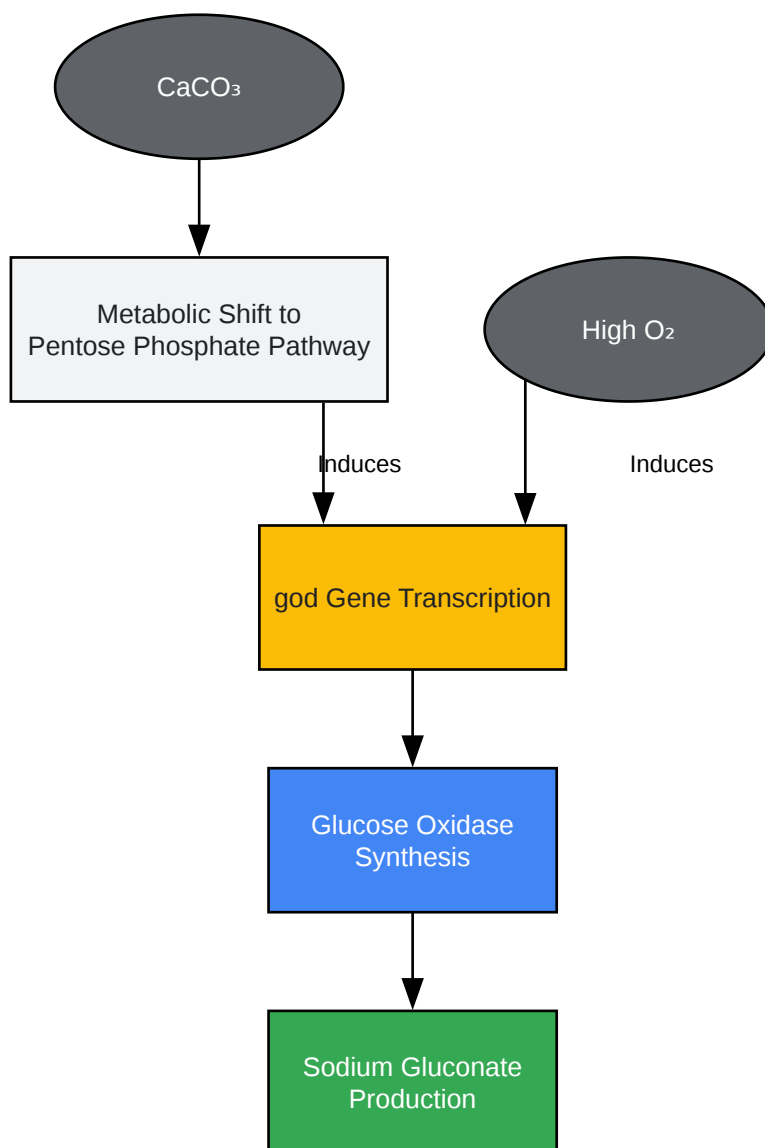 CaCO₃
Metabolic Shift to
Pentose Phosphate Pathway
High O₂
Induces
Induces
god Gene Transcription
Glucose Oxidase
Synthesis
Sodium Gluconate
Production